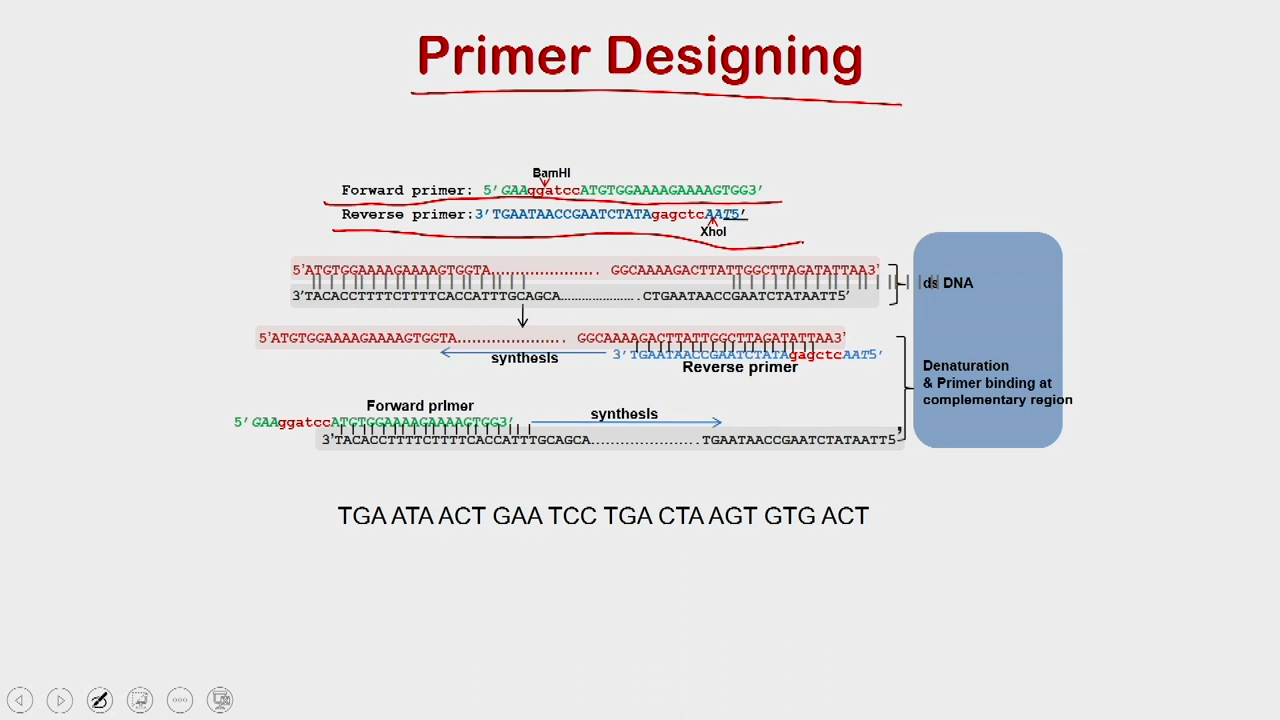 Primer Designing
BamHI
Forward primer: 5’GAAggatccATGTGGAAAAGAAAAGTGG3’
Reverse primer:3’TGAATAACCGAATCTATAgagctcAAT5’
XhoI
5’ATGTGGAAAAGAAAAGTGGTA..................... GGCAAAAGACTTATTGGCTTAGATATTAA3’
ds DNA
3’TACACCTTTTCTTTTCACCATTTGCAGCA.....................CTGAATAACCGAATCTATAATT5’
5’ATGTGGAAAAGAAAAGTGGTA..................... GGCAAAAGACTTATTGGCTTAGATATTAA3’
synthesis
3’TGAATAACCGAATCTATAgagctcAAT5’
Reverse primer
Denaturation
& Primer binding at
complementary region
Forward primer
synthesis
5’GAAggatccATGTGGAAAAGAAAAGTGG3’
3’TACACCTTTTCTTTTCACCATTTGCAGCA.....................TGAATAACCGAATCTATAATT5’
TGA ATA ACT GAA TCC TGA CTA AGT GTG ACT